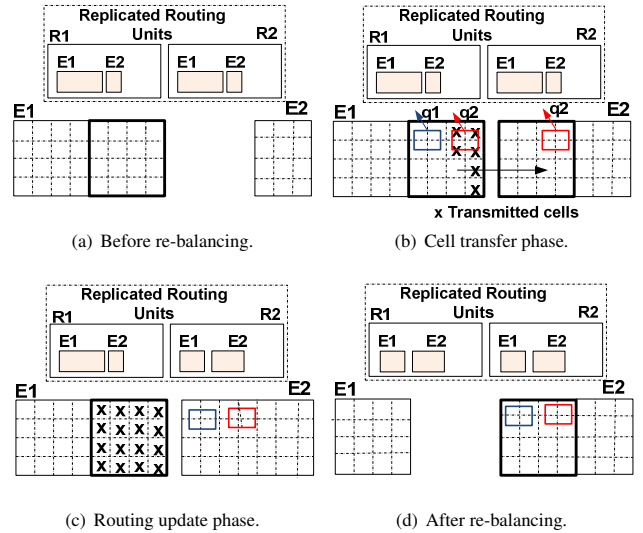 Replicated Routing
R1 Units R2
E1 E2 E1 E2
E1 E2
(a) Before re-balancing.
Replicated Routing
R1 Units R2
E1 E2 E1 E2
E1 q1 q2 q2 E2
x x
x x
x
x
x Transmitted cells
(b) Cell transfer phase.
Replicated Routing
R1 Units R2
E1 E2 E1 E2
E1 E2
x x x x
x x x x
x x x x
x x x x
(c) Routing update phase.
Replicated Routing
R1 Units R2
E1 E2 E1 E2
E1 E2
(d) After re-balancing.